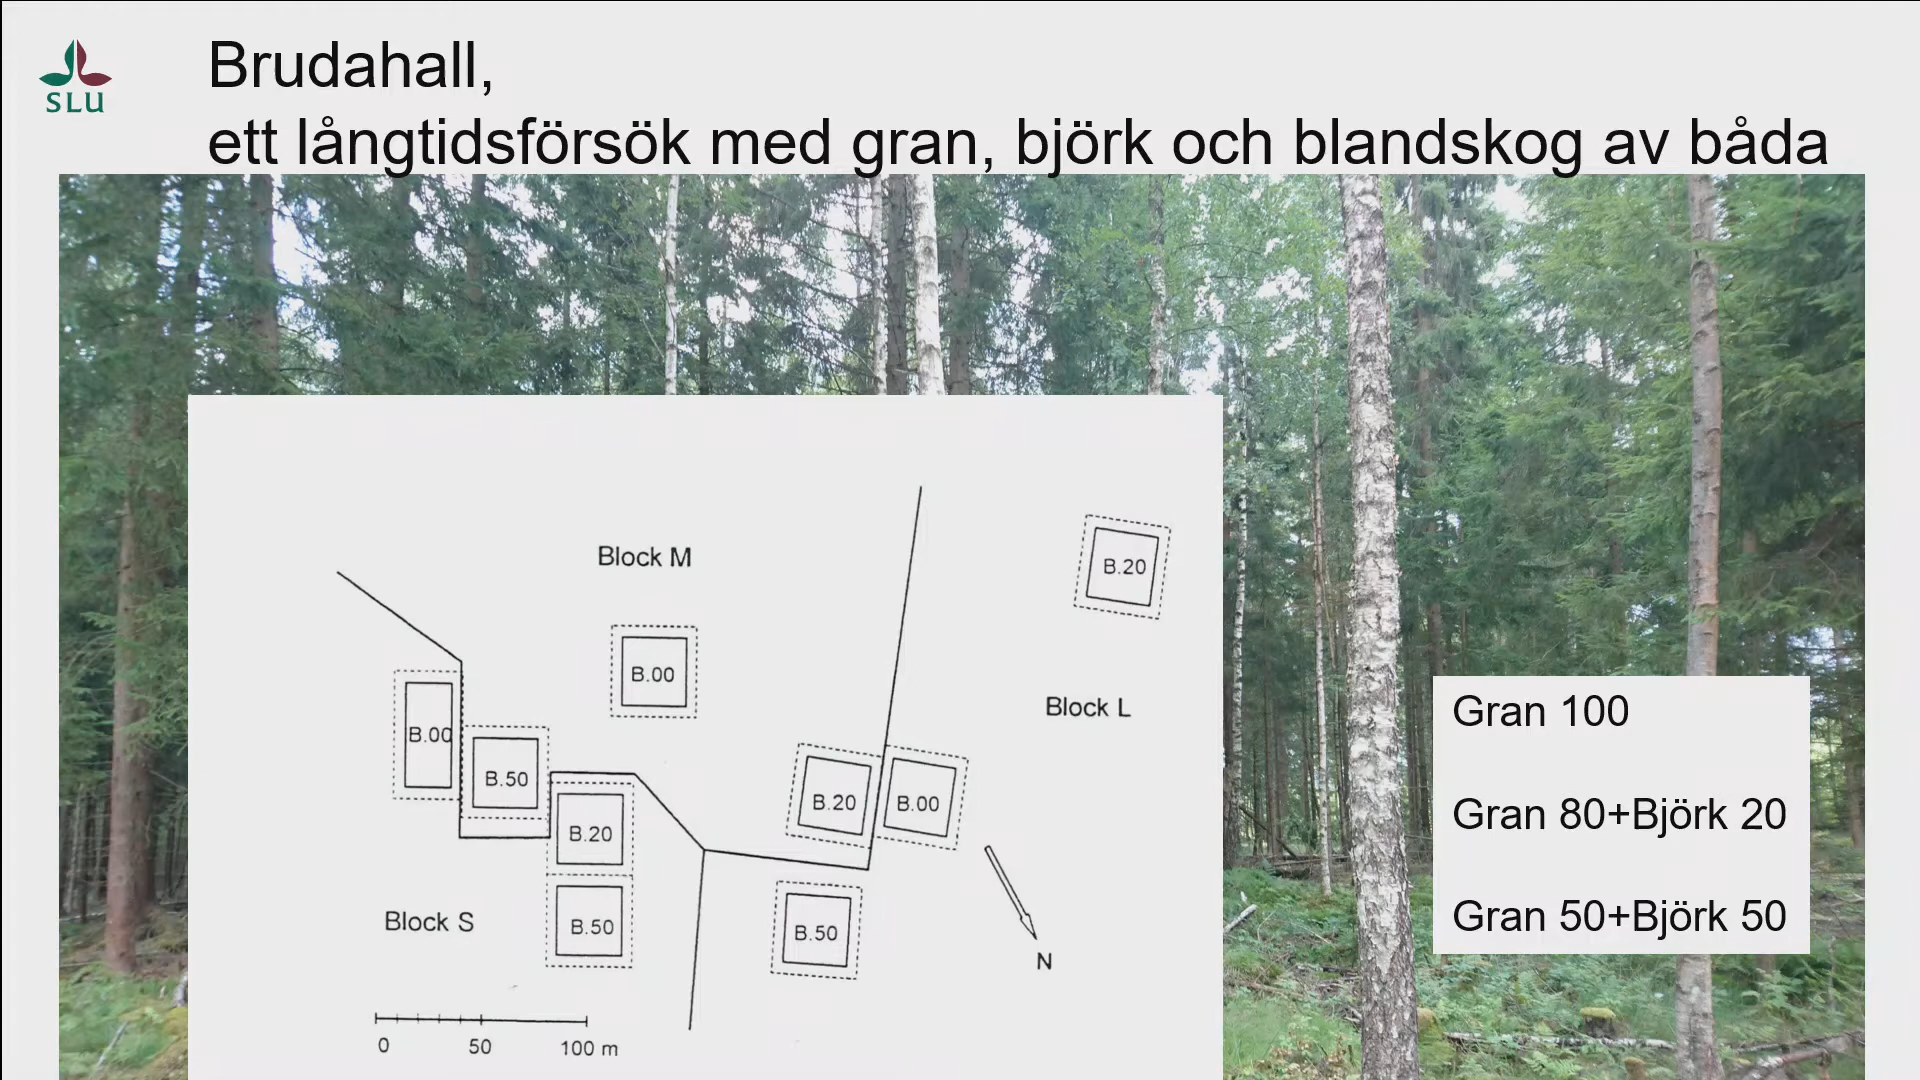 SLU
Brudahall,
ett långtidsförsök med gran, björk och blandskog av båda
Block M
B.20
B.00
Block L
B.00
B.50
B.20
B.00
B.20
Block S
B.50
B.50
N
0 50 100 m
Gran 100
Gran 80+Björk 20
Gran 50+Björk 50